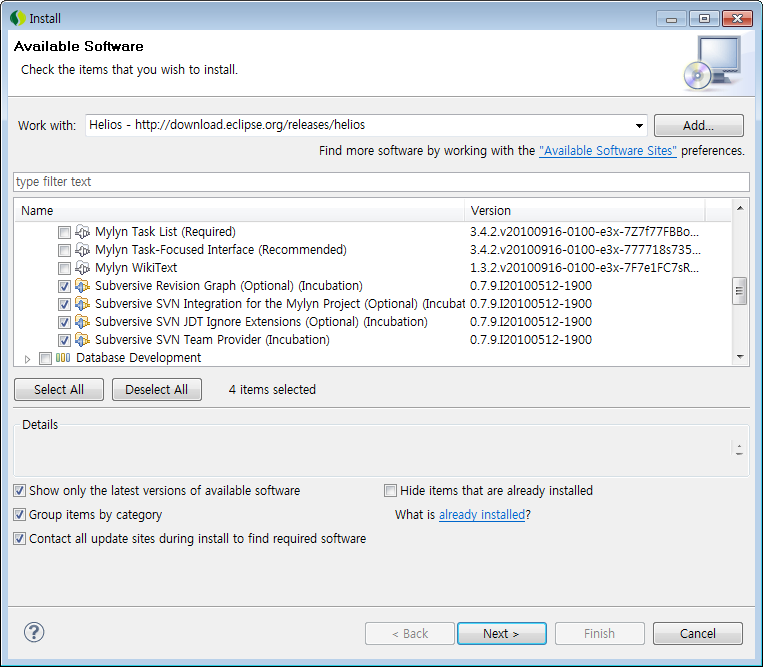 Install
Available Software
Check the items that you wish to install.
Work with: Helios - http://download.eclipse.org/releases/helios Add...
Find more software by working with the "Available Software Sites" preferences.
type filter text
Name Version
Mylyn Task List (Required) 3.4.2.v20100916-0100-e3x-7Z7f77FBBo...
Mylyn Task-Focused Interface (Recommended) 3.4.2.v20100916-0100-e3x-777718s735...
Mylyn WikiText 1.3.2.v20100916-0100-e3x-7F7e1FC7sR...
Subversive Revision Graph (Optional) (Incubation) 0.7.9.I20100512-1900
Subversive SVN Integration for the Mylyn Project (Optional) (Incubat 0.7.9.I20100512-1900
Subversive SVN JDT Ignore Extensions (Optional) (Incubation) 0.7.9.I20100512-1900
Subversive SVN Team Provider (Incubation) 0.7.9.I20100512-1900
Database Development
Select All Deselect All 4 items selected
Details
Show only the latest versions of available software Hide items that are already installed
Group items by category What is already installed?
Contact all update sites during install to find required software
? < Back Next > Finish Cancel